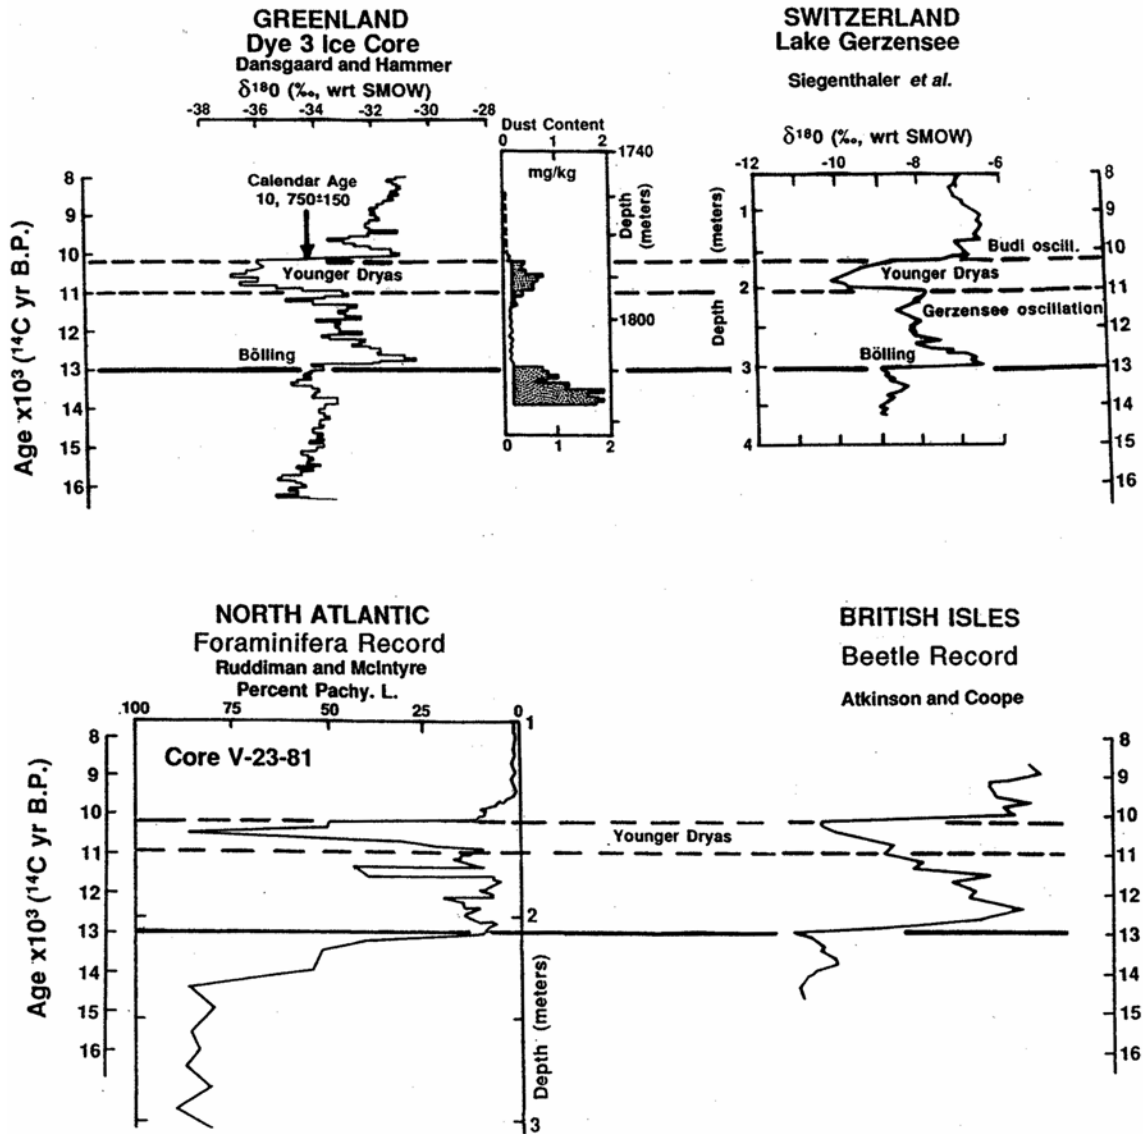 GREENLAND
Dye 3 Ice Core
Dansgaard and Hammer
δ¹⁸0 (‰, wrt SMOW)
-38 -36 -34 -32 -30 -28
Dust Content
0 1 2
mg/kg
1740
Depth (meters)
1800
0 1 2
Calendar Age
10, 750±150
Younger Dryas
Bölling
Age x10³ (¹⁴C yr B.P.)
8
9
10
11
12
13
14
15
16
SWITZERLAND
Lake Gerzensee
Siegenthaler et al.
δ¹⁸0 (‰, wrt SMOW)
-12 -10 -8 -6
Depth (meters)
1
2
3
4
Budl oscill.
Younger Dryas
Gerzensee oscillation
Bölling
8
9
10
11
12
13
14
15
16
NORTH ATLANTIC
Foraminifera Record
Ruddiman and McIntyre
Percent Pachy. L.
100 75 50 25 0
Core V-23-81
1
2
3
Depth (meters)
Age x10³ (¹⁴C yr B.P.)
8
9
10
11
12
13
14
15
16
Younger Dryas
BRITISH ISLES
Beetle Record
Atkinson and Coope
8
9
10
11
12
13
14
15
16